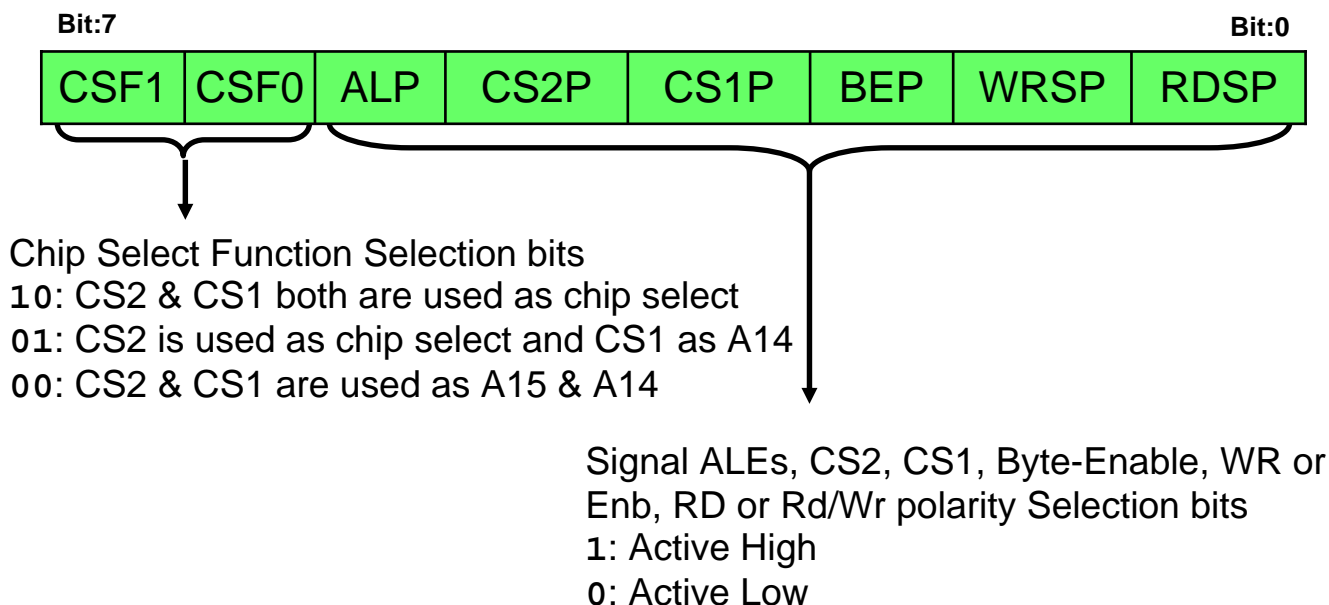 Bit:7 Bit:0
CSF1 CSF0 ALP CS2P CS1P BEP WRSP RDSP
Chip Select Function Selection bits
10: CS2 & CS1 both are used as chip select
01: CS2 is used as chip select and CS1 as A14
00: CS2 & CS1 are used as A15 & A14
Signal ALEs, CS2, CS1, Byte-Enable, WR or
Enb, RD or Rd/Wr polarity Selection bits
1: Active High
0: Active Low